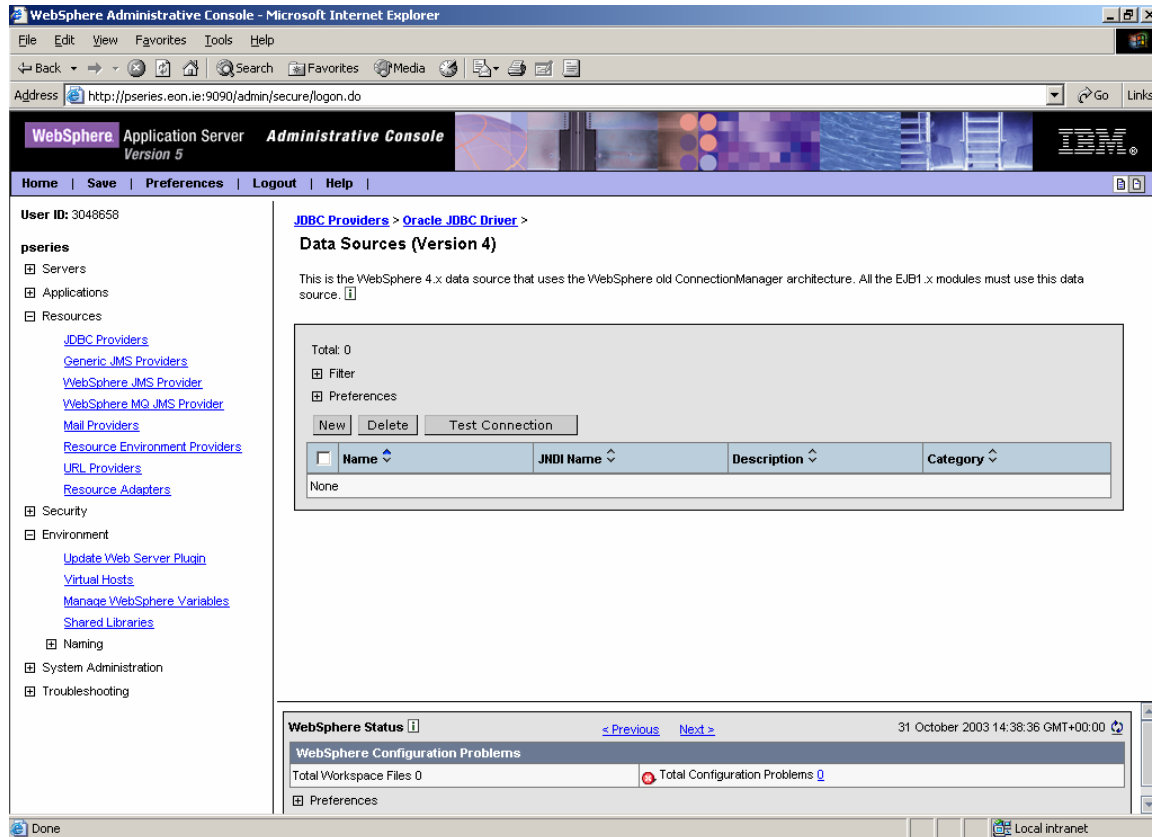 WebSphere Administrative Console - Microsoft Internet Explorer
File Edit View Favorites Tools Help
Back Search Favorites Media
Address http://pseries.eon.ie:9090/admin/secure/logon.do Go Links
WebSphere Application Server Administrative Console
Version 5
IBM
Home | Save | Preferences | Logout | Help |
User ID: 3048658
pseries
Servers
Applications
Resources
JDBC Providers
Generic JMS Providers
WebSphere JMS Provider
WebSphere MQ JMS Provider
Mail Providers
Resource Environment Providers
URL Providers
Resource Adapters
Security
Environment
Update Web Server Plugin
Virtual Hosts
Manage WebSphere Variables
Shared Libraries
Naming
System Administration
Troubleshooting
JDBC Providers > Oracle JDBC Driver >
Data Sources (Version 4)
This is the WebSphere 4.x data source that uses the WebSphere old ConnectionManager architecture. All the EJB1.x modules must use this data
source. i
Total: 0
Filter
Preferences
New Delete Test Connection
Name JNDI Name Description Category
None
WebSphere Status i < Previous Next > 31 October 2003 14:38:36 GMT+00:00
WebSphere Configuration Problems
Total Workspace Files 0 Total Configuration Problems 0
Preferences
Done Local intranet